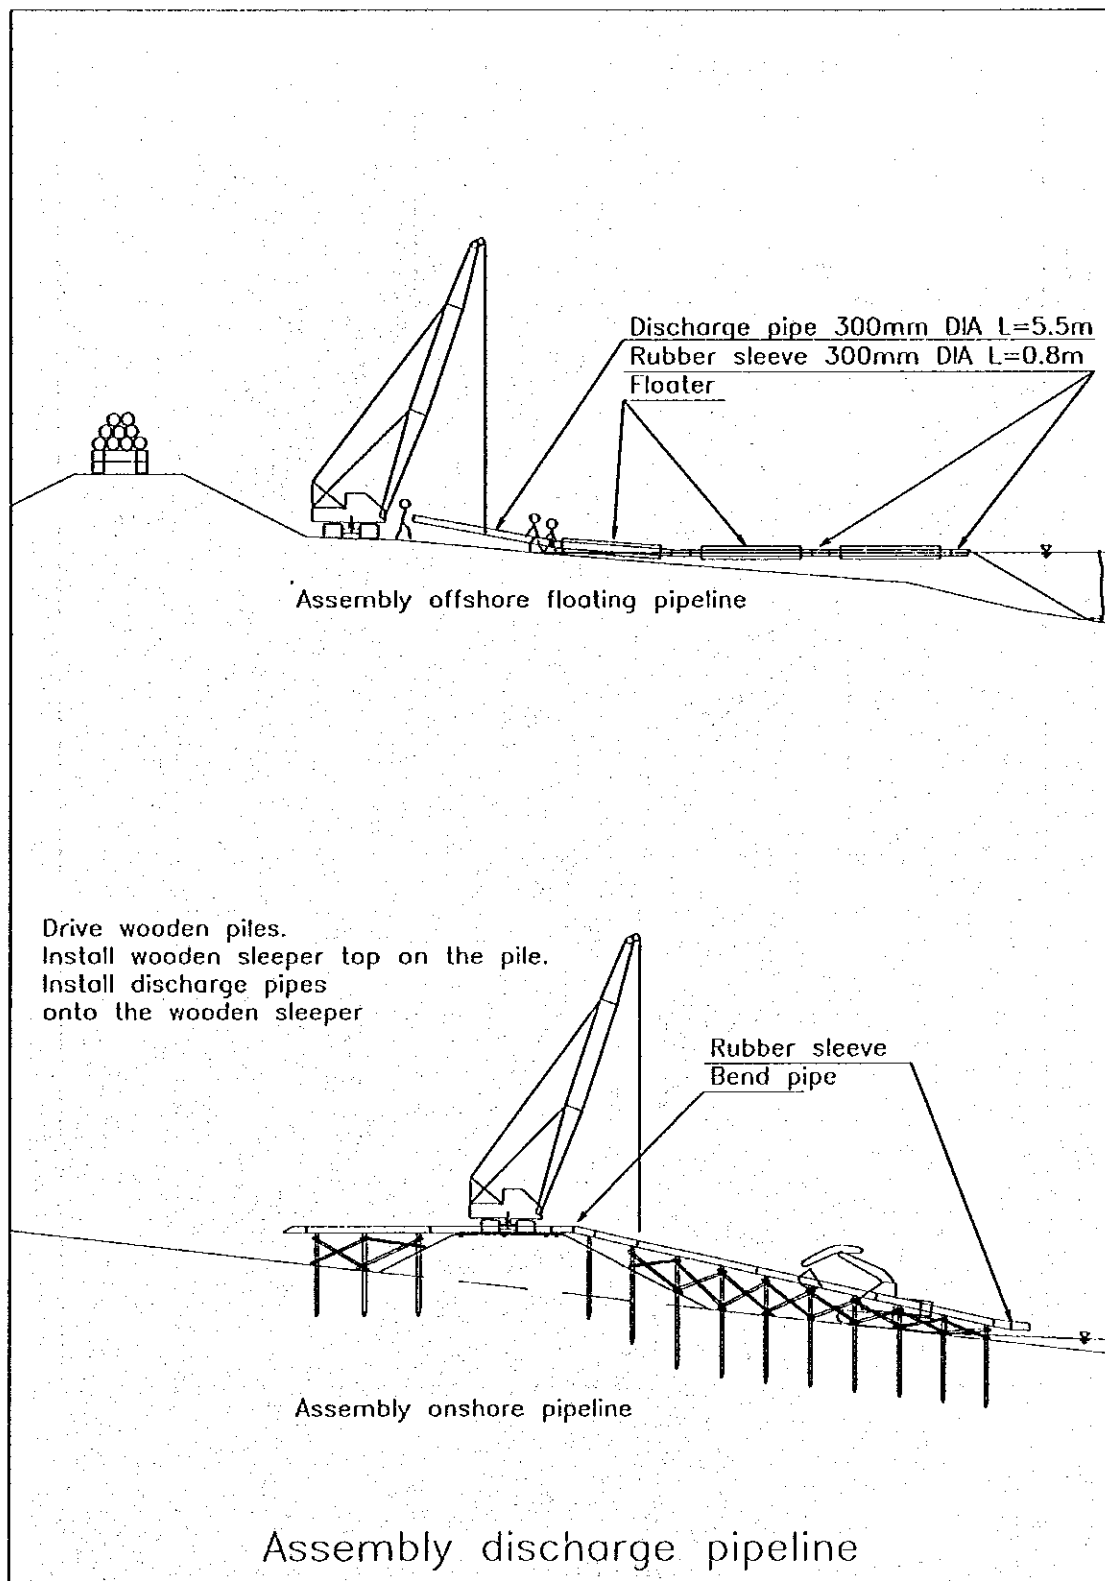 Discharge pipe 300mm DIA L=5.5m
Rubber sleeve 300mm DIA L=0.8m
Floater
Assembly offshore floating pipeline
Drive wooden piles.
Install wooden sleeper top on the pile.
Install discharge pipes
onto the wooden sleeper
Rubber sleeve
Bend pipe
Assembly onshore pipeline
Assembly discharge pipeline